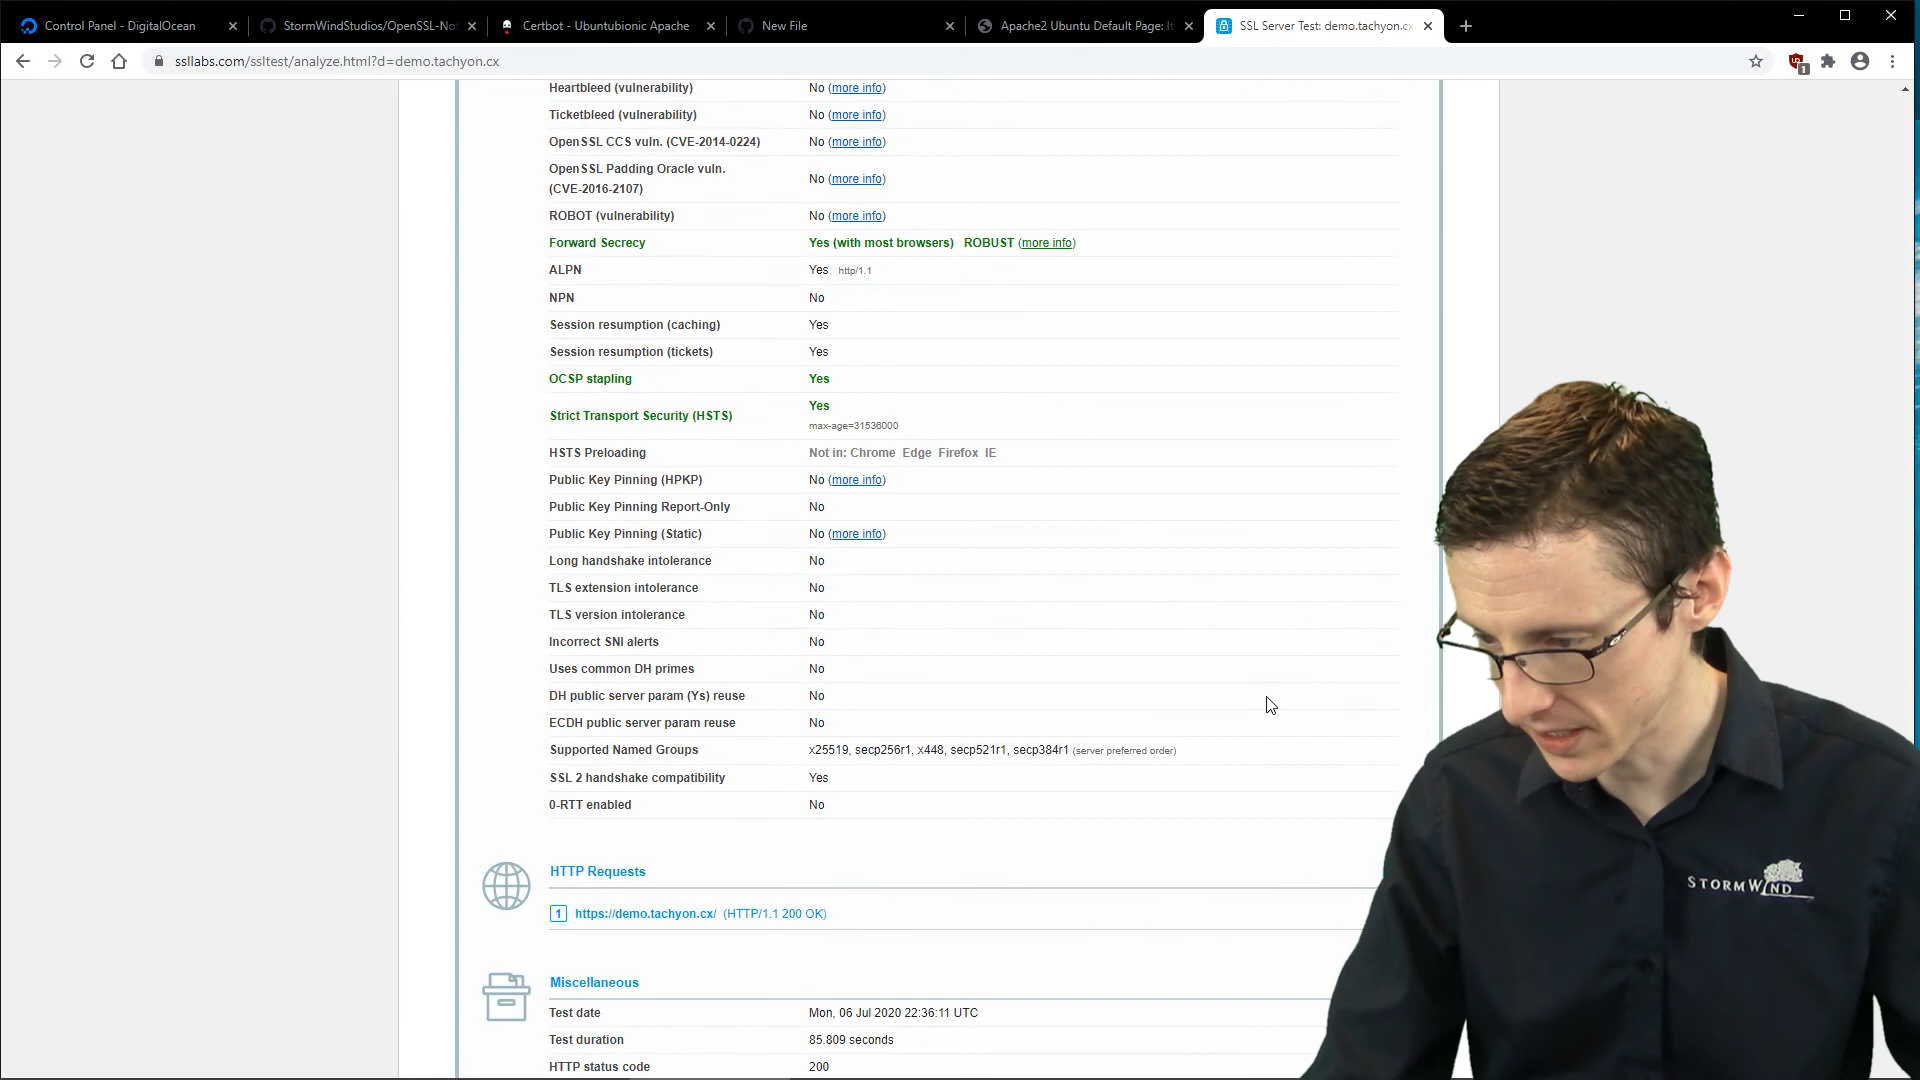 Control Panel - DigitalOcean
StormWindStudios/OpenSSL-Not
Certbot - Ubuntubionic Apache
New File
Apache2 Ubuntu Default Page: It
SSL Server Test: demo.tachyon.cx
ssllabs.com/ssltest/analyze.html?d=demo.tachyon.cx
1
Heartbleed (vulnerability) No (more info)
Ticketbleed (vulnerability) No (more info)
OpenSSL CCS vuln. (CVE-2014-0224) No (more info)
OpenSSL Padding Oracle vuln.
(CVE-2016-2107) No (more info)
ROBOT (vulnerability) No (more info)
Forward Secrecy Yes (with most browsers) ROBUST (more info)
ALPN Yes http/1.1
NPN No
Session resumption (caching) Yes
Session resumption (tickets) Yes
OCSP stapling Yes
Strict Transport Security (HSTS) Yes
max-age=31536000
HSTS Preloading Not in: Chrome Edge Firefox IE
Public Key Pinning (HPKP) No (more info)
Public Key Pinning Report-Only No
Public Key Pinning (Static) No (more info)
Long handshake intolerance No
TLS extension intolerance No
TLS version intolerance No
Incorrect SNI alerts No
Uses common DH primes No
DH public server param (Ys) reuse No
ECDH public server param reuse No
Supported Named Groups x25519, secp256r1, x448, secp521r1, secp384r1 (server preferred order)
SSL 2 handshake compatibility Yes
0-RTT enabled No
HTTP Requests
1 https://demo.tachyon.cx/ (HTTP/1.1 200 OK)
Miscellaneous
Test date Mon, 06 Jul 2020 22:36:11 UTC
Test duration 85.809 seconds
HTTP status code 200
STORMWIND